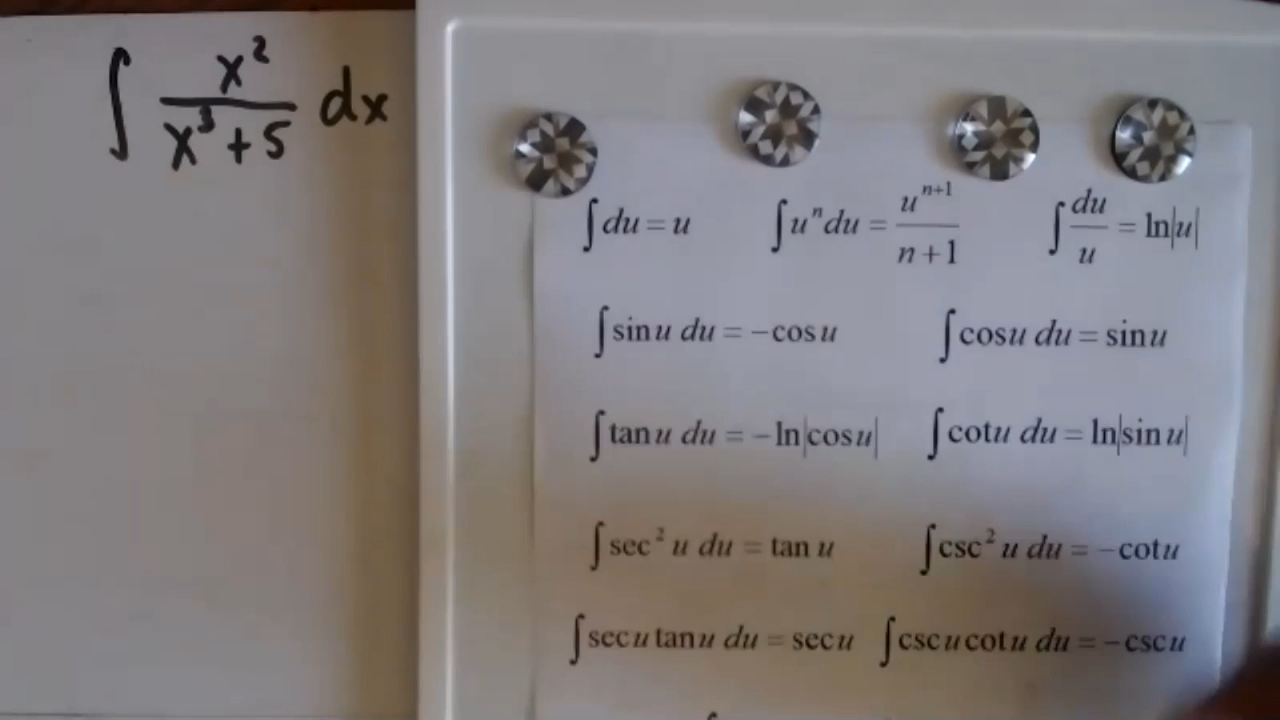 ∫ x²/(x³+5) dx
∫du = u ∫uⁿdu = uⁿ⁺¹/(n+1) ∫du/u = ln|u|
∫sin u du = −cos u ∫cos u du = sin u
∫tan u du = −ln|cos u| ∫cot u du = ln|sin u|
∫sec² u du = tan u ∫csc² u du = −cot u
∫sec u tan u du = sec u ∫csc u cot u du = −csc u